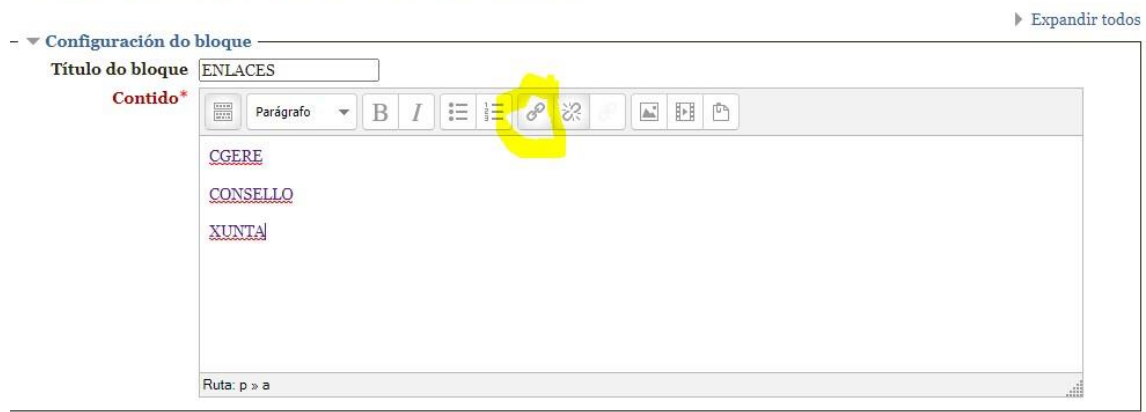 Expandir todos
Configuración do bloque
Título do bloque ENLACES
Contido*
Parágrafo B I
CGERE
CONSELLO
XUNTA
Ruta: p » a